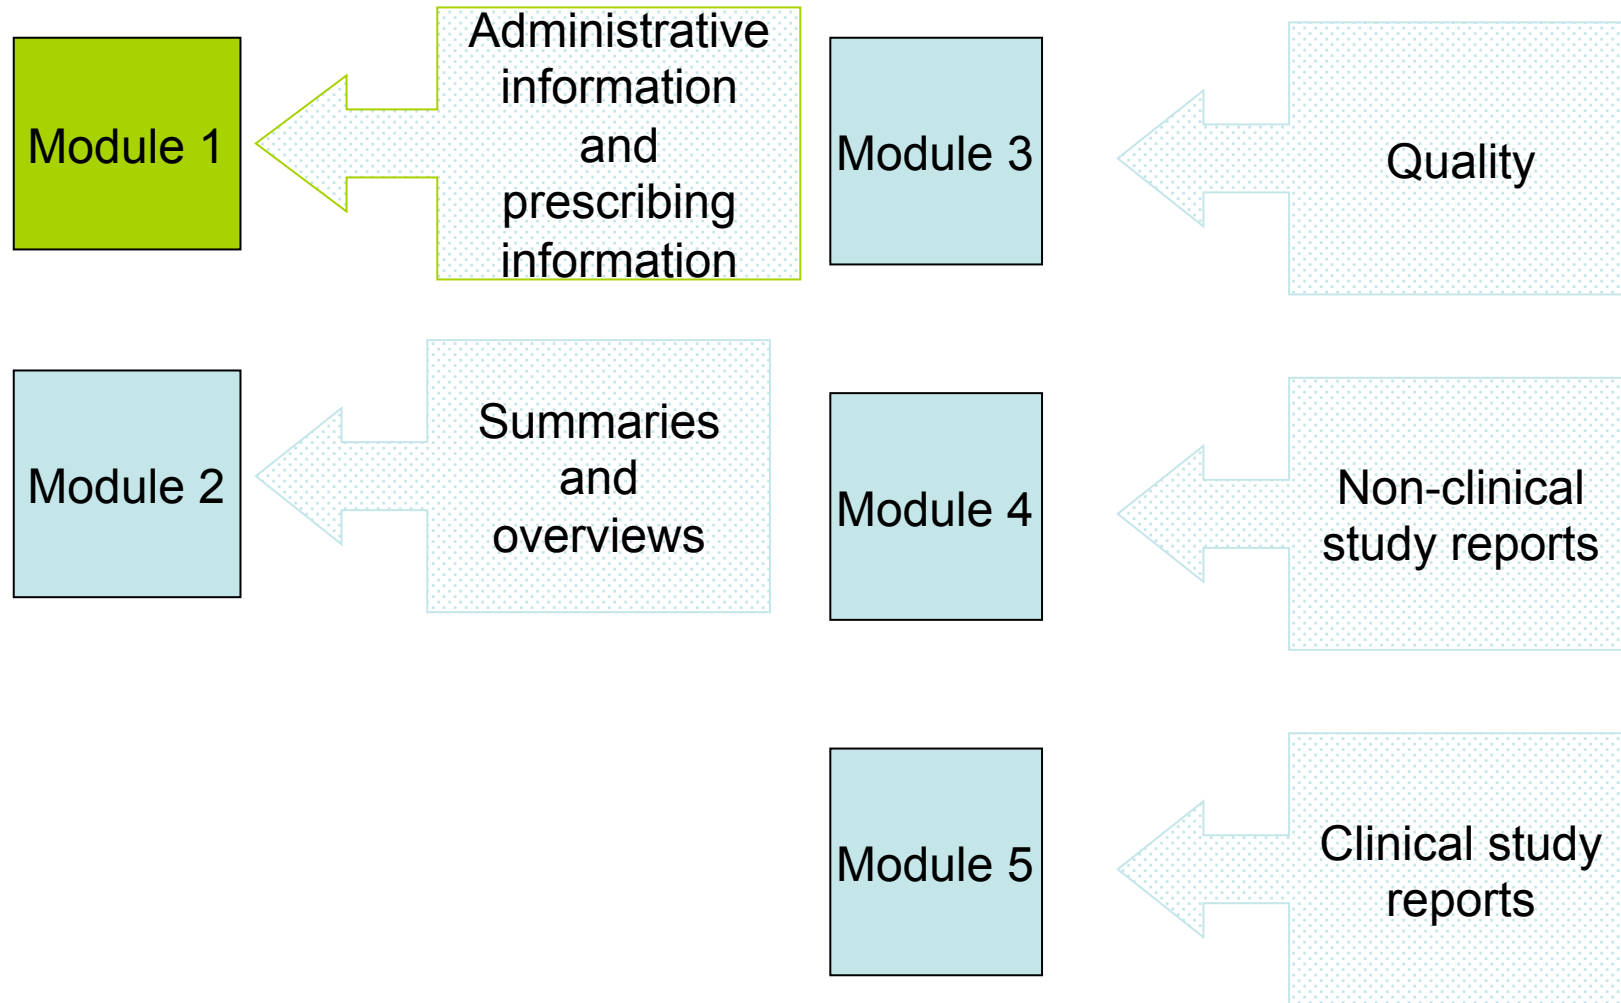 Module 1
Administrative
information
and
prescribing
information
Module 2
Summaries
and
overviews
Module 3
Quality
Module 4
Non-clinical
study reports
Module 5
Clinical study
reports